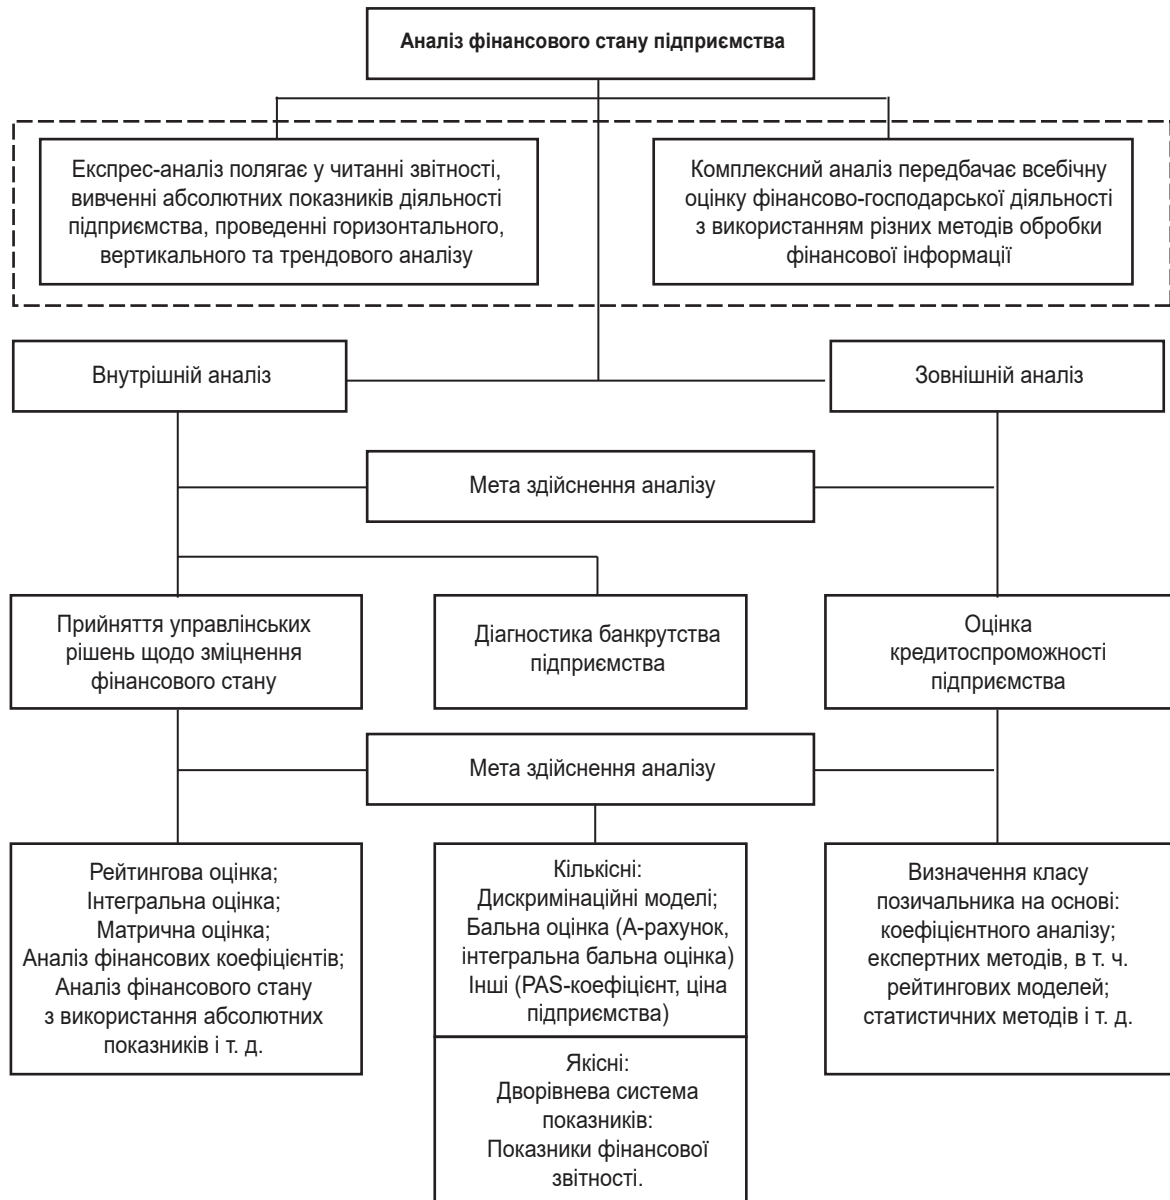 Аналіз фінансового стану підприємства
Експрес-аналіз полягає у читанні звітності,
вивченні абсолютних показників діяльності
підприємства, проведенні горизонтального,
вертикального та трендового аналізу
Комплексний аналіз передбачає всебічну
оцінку фінансово-господарської діяльності
з використанням різних методів обробки
фінансової інформації
Внутрішній аналіз
Зовнішній аналіз
Мета здійснення аналізу
Прийняття управлінських
рішень щодо зміцнення
фінансового стану
Діагностика банкрутства
підприємства
Оцінка
кредитоспроможності
підприємства
Мета здійснення аналізу
Рейтингова оцінка;
Інтегральна оцінка;
Матрична оцінка;
Аналіз фінансових коефіцієнтів;
Аналіз фінансового стану
з використання абсолютних
показників і т. д.
Кількісні:
Дискримінаційні моделі;
Бальна оцінка (А-рахунок,
інтегральна бальна оцінка)
Інші (PAS-коефіцієнт, ціна
підприємства)
Якісні:
Дворівнева система
показників:
Показники фінансової
звітності.
Визначення класу
позичальника на основі:
коефіцієнтного аналізу;
експертних методів, в т. ч.
рейтингових моделей;
статистичних методів і т. д.